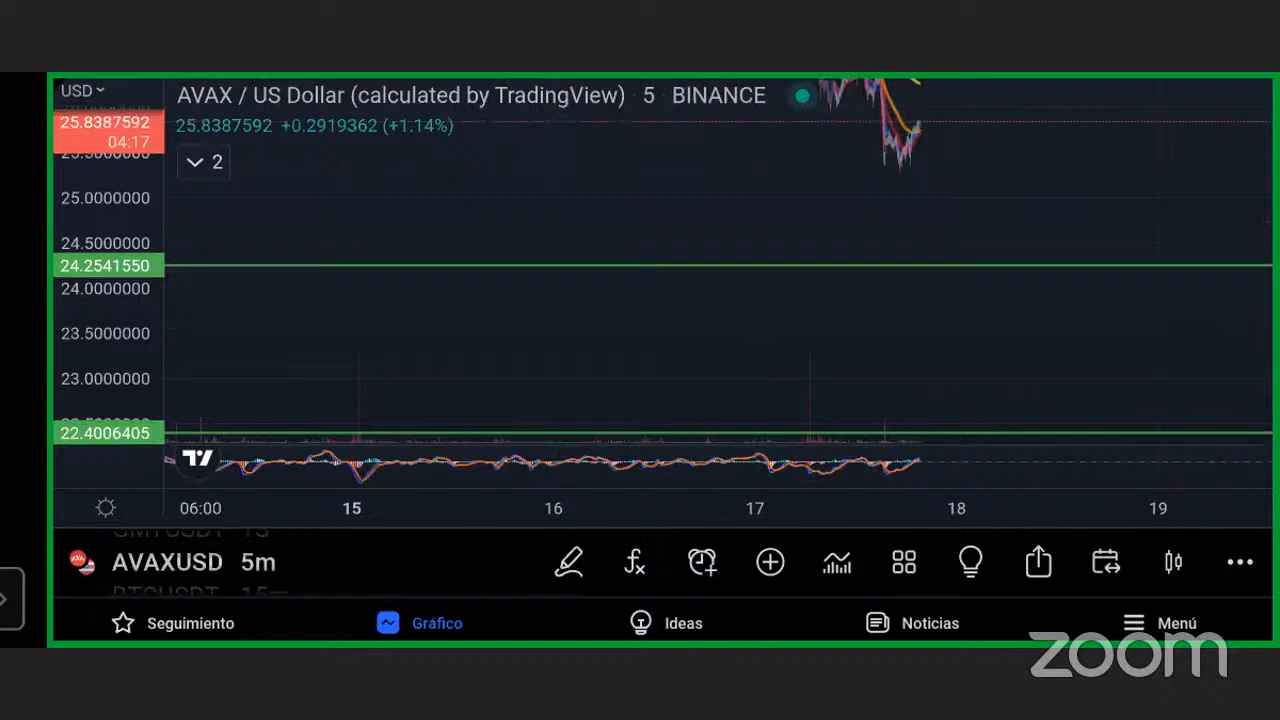 USD
AVAX / US Dollar (calculated by TradingView) · 5 · BINANCE
25.8387592
04:17
25.8387592 +0.2919362 (+1.14%)
2
25.0000000
24.5000000
24.2541550
24.0000000
23.5000000
23.0000000
22.4006405
06:00 15 16 17 18 19
AVAXUSD 5m
Seguimiento Gráfico Ideas Noticias Menú
zoom